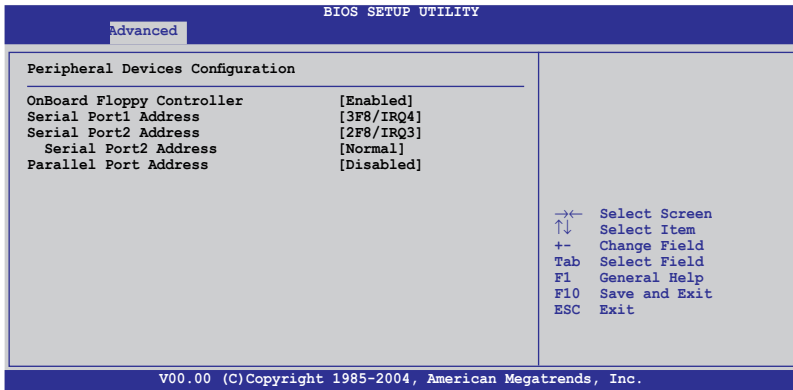 BIOS SETUP UTILITY
Advanced
Peripheral Devices Configuration
OnBoard Floppy Controller [Enabled]
Serial Port1 Address [3F8/IRQ4]
Serial Port2 Address [2F8/IRQ3]
Serial Port2 Address [Normal]
Parallel Port Address [Disabled]
→← Select Screen
↑↓ Select Item
+- Change Field
Tab Select Field
F1 General Help
F10 Save and Exit
ESC Exit
V00.00 (C)Copyright 1985-2004, American Megatrends, Inc.